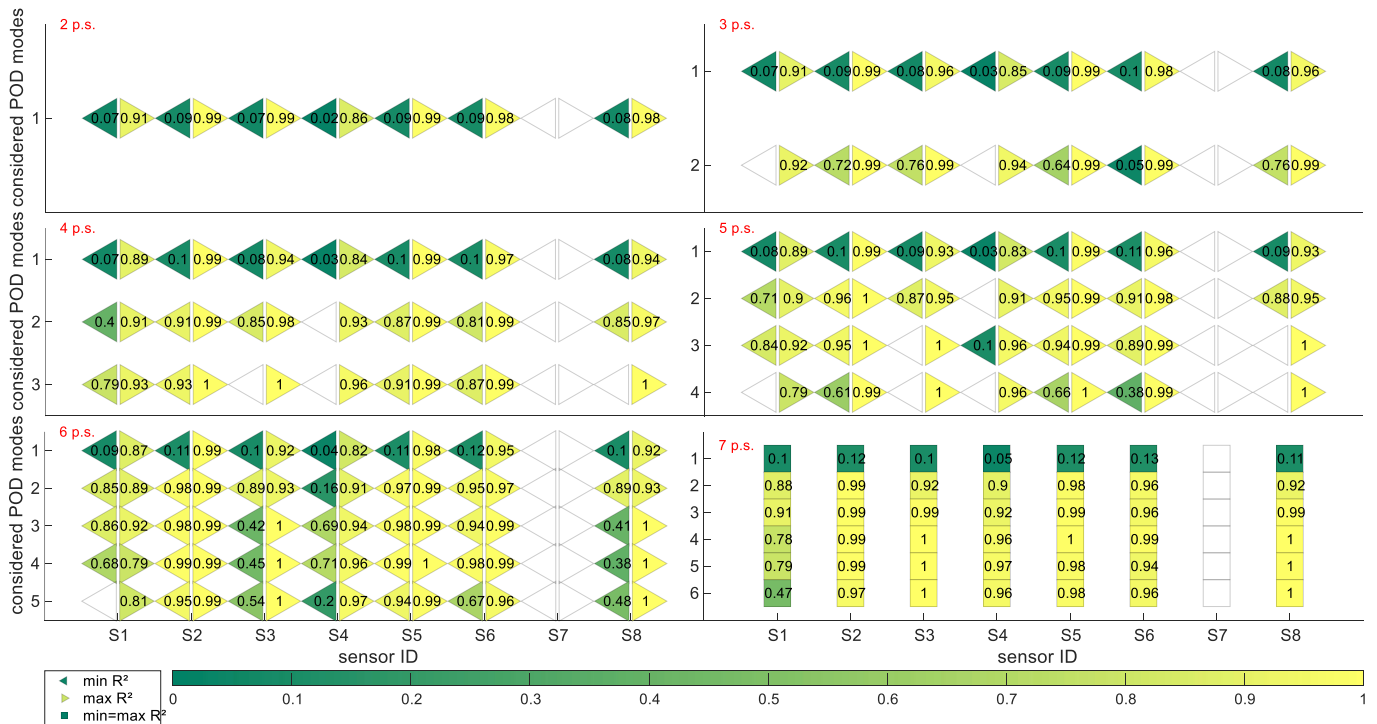 2 p.s.
1 0.07 0.91 0.09 0.99 0.07 0.99 0.02 0.86 0.09 0.99 0.09 0.98 0.08 0.98
3 p.s.
1 0.07 0.91 0.09 0.99 0.08 0.96 0.03 0.85 0.09 0.99 0.1 0.98 0.08 0.96
2 0.92 0.72 0.99 0.76 0.99 0.94 0.64 0.99 0.05 0.99 0.76 0.99
considered POD modes
4 p.s.
1 0.07 0.89 0.1 0.99 0.08 0.94 0.03 0.84 0.1 0.99 0.1 0.97 0.08 0.94
2 0.4 0.91 0.91 0.99 0.85 0.98 0.93 0.87 0.99 0.81 0.99 0.85 0.97
3 0.79 0.93 0.93 1 1 0.96 0.91 0.99 0.87 0.99 1
considered POD modes
5 p.s.
1 0.08 0.89 0.1 0.99 0.09 0.93 0.03 0.83 0.1 0.99 0.11 0.96 0.09 0.93
2 0.71 0.9 0.96 1 0.87 0.95 0.91 0.95 0.99 0.91 0.98 0.88 0.95
3 0.84 0.92 0.95 1 1 0.1 0.96 0.94 0.99 0.89 0.99 1
4 0.79 0.61 0.99 1 0.96 0.66 1 0.38 0.99 1
6 p.s.
1 0.09 0.87 0.11 0.99 0.1 0.92 0.04 0.82 0.11 0.98 0.12 0.95 0.1 0.92
2 0.85 0.89 0.98 0.99 0.89 0.93 0.16 0.91 0.97 0.99 0.95 0.97 0.89 0.93
3 0.86 0.92 0.98 0.99 0.42 1 0.69 0.94 0.98 0.99 0.94 0.99 0.41 1
4 0.68 0.79 0.99 0.99 0.45 1 0.71 0.96 0.99 1 0.98 0.99 0.38 1
5 0.81 0.95 0.99 0.54 1 0.2 0.97 0.94 0.99 0.67 0.96 0.48 1
considered POD modes
S1 S2 S3 S4 S5 S6 S7 S8
sensor ID
7 p.s.
1 0.1 0.12 0.1 0.05 0.12 0.13 0.11
2 0.88 0.99 0.92 0.9 0.98 0.96 0.92
3 0.91 0.99 0.99 0.92 0.99 0.96 0.99
4 0.78 0.99 1 0.96 1 0.99 1
5 0.79 0.99 1 0.97 0.98 0.94 1
6 0.47 0.97 1 0.96 0.98 0.96 1
S1 S2 S3 S4 S5 S6 S7 S8
sensor ID
min R²
max R²
min=max R²
0 0.1 0.2 0.3 0.4 0.5 0.6 0.7 0.8 0.9 1